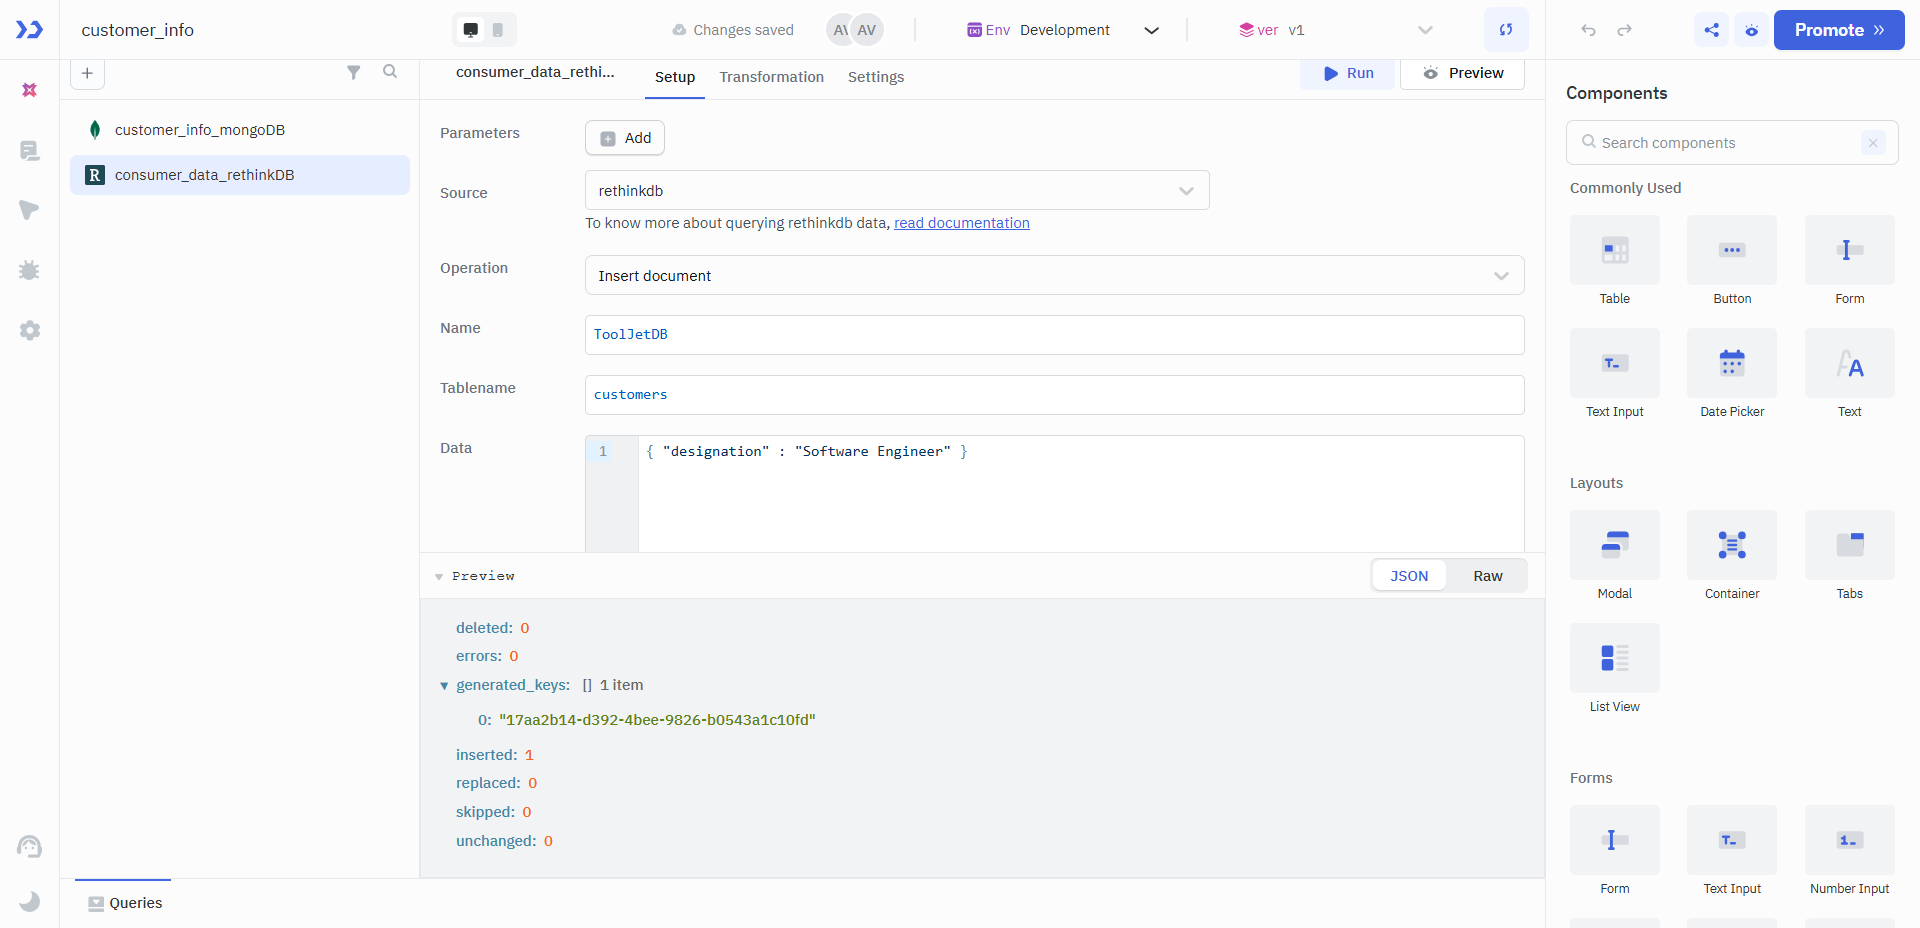 customer_info
Changes saved
AV AV
Env Development
ver v1
Promote
customer_info_mongoDB
consumer_data_rethinkDB
consumer_data_rethi...
Setup
Transformation
Settings
Run
Preview
Parameters
Add
Source
rethinkdb
To know more about querying rethinkdb data, read documentation
Operation
Insert document
Name
ToolJetDB
Tablename
customers
Data
1
{ "designation" : "Software Engineer" }
Preview
JSON
Raw
deleted: 0
errors: 0
generated_keys: [] 1 item
0: "17aa2b14-d392-4bee-9826-b0543a1c10fd"
inserted: 1
replaced: 0
skipped: 0
unchanged: 0
Queries
Components
Search components
Commonly Used
Table
Button
Form
Text Input
Date Picker
Text
Layouts
Modal
Container
Tabs
List View
Forms
Form
Text Input
Number Input